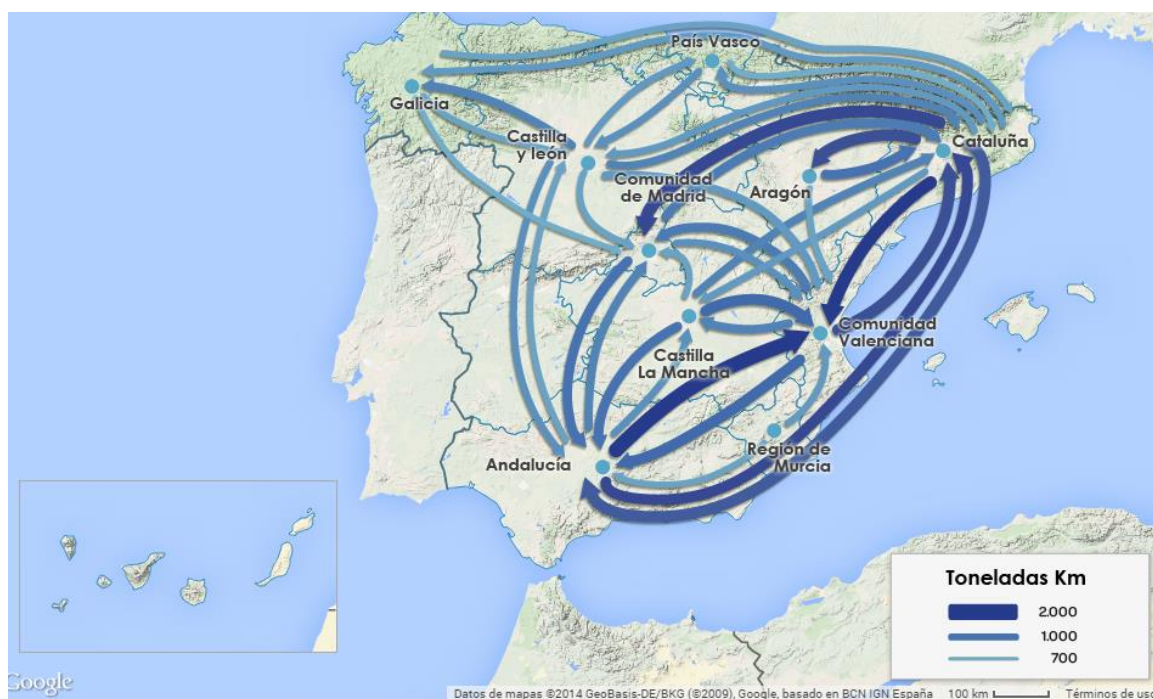 País Vasco
Galicia
Castilla
y león
Cataluña
Comunidad
de Madrid
Aragón
Comunidad
Valenciana
Castilla
La Mancha
Región de
Murcia
Andalucía
Toneladas Km
2.000
1.000
700
Google
Datos de mapas ©2014 GeoBasis-DE/BKG (©2009), Google, basado en BCN IGN España
100 km
Términos de uso